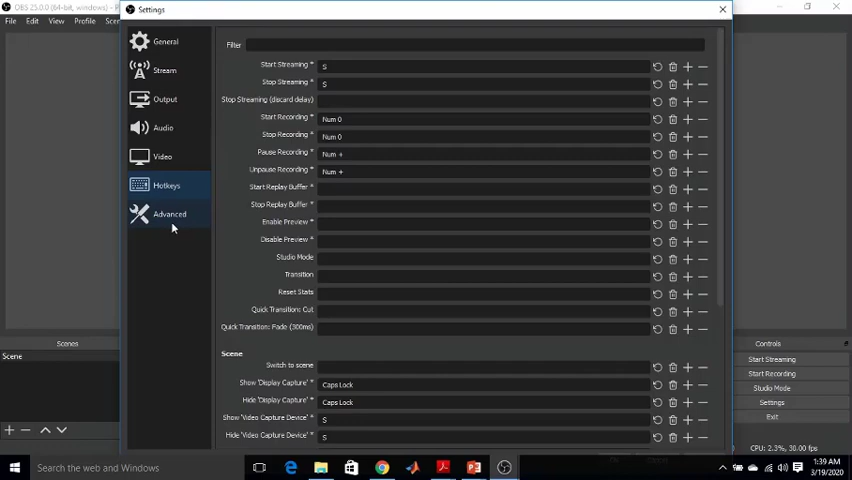 OBS 25.0.0 (64-bit, windows)
Settings
File Edit View Profile
General
Stream
Output
Audio
Video
Hotkeys
Advanced
Filter
Start Streaming * S
Stop Streaming * S
Stop Streaming (discard delay)
Start Recording * Num 0
Stop Recording * Num 0
Pause Recording * Num +
Unpause Recording * Num +
Start Replay Buffer *
Stop Replay Buffer *
Enable Preview *
Disable Preview *
Studio Mode
Transition
Reset Stats
Quick Transition: Cut
Quick Transition: Fade (300ms)
Scene
Switch to scene
Show 'Display Capture' * Caps Lock
Hide 'Display Capture' * Caps Lock
Show 'Video Capture Device' * S
Hide 'Video Capture Device' * S
Scenes
Scene
Controls
Start Streaming
Start Recording
Studio Mode
Settings
Exit
CPU: 2.3%, 30.00 fps
Search the web and Windows
1:39 AM
3/19/2020